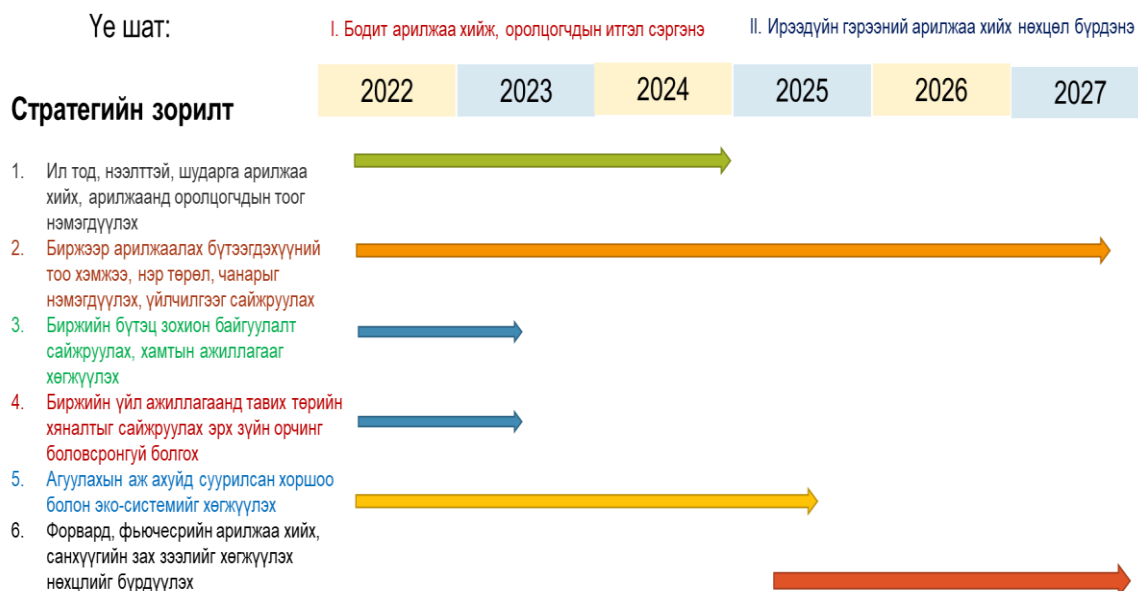 Үе шат:
I. Бодит арилжаа хийж, оролцогчдын итгэл сэргэнэ
II. Ирээдүйн гэрээний арилжаа хийх нөхцөл бүрдэнэ
2022 2023 2024 2025 2026 2027
Стратегийн зорилт
1. Ил тод, нээлттэй, шударга арилжаа
хийх, арилжаанд оролцогчдын тоог
нэмэгдүүлэх
2. Биржээр арилжаалах бүтээгдэхүүний
тоо хэмжээ, нэр төрөл, чанарыг
нэмэгдүүлэх, үйлчилгээг сайжруулах
3. Биржийн бүтэц зохион байгуулалт
сайжруулах, хамтын ажиллагааг
хөгжүүлэх
4. Биржийн үйл ажиллагаанд тавих төрийн
хяналтыг сайжруулах эрх зүйн орчинг
боловсронгуй болгох
5. Агуулахын аж ахуйд суурилсан хоршоо
болон эко-системийг хөгжүүлэх
6. Форвард, фьючесрийн арилжаа хийх,
санхүүгийн зах зээлийг хөгжүүлэх
нөхцлийг бүрдүүлэх